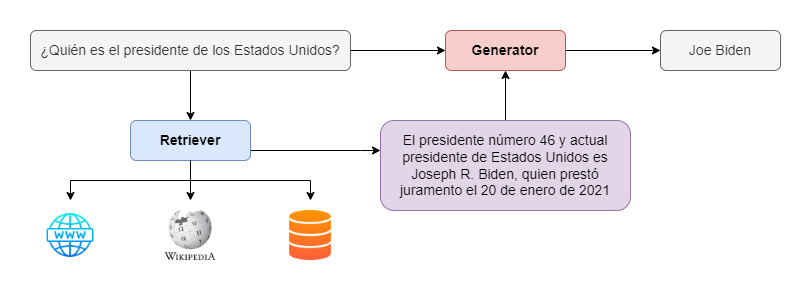 ¿Quién es el presidente de los Estados Unidos?
Generator
Joe Biden
Retriever
El presidente número 46 y actual
presidente de Estados Unidos es
Joseph R. Biden, quien prestó
juramento el 20 de enero de 2021
WWW
WIKIPEDIA